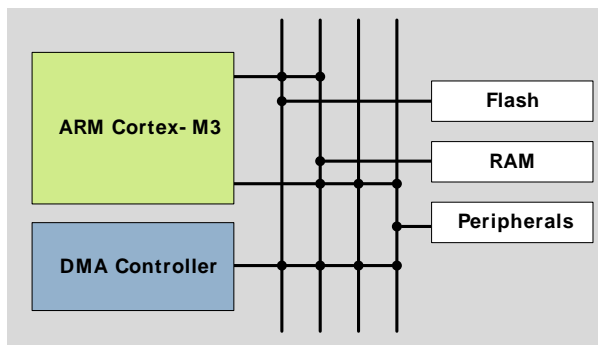 ARM Cortex- M3
DMA Controller
Flash
RAM
Peripherals